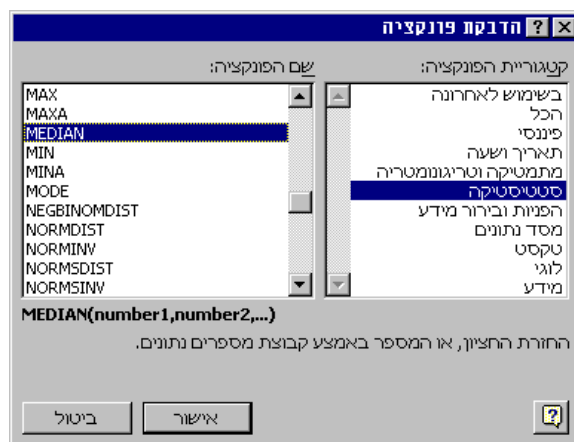 הדבקת פונקציה
קטגוריית הפונקציה:
בשימוש לאחרונה
הכל
פיננסי
תאריך ושעה
מתמטיקה וטריגונומטריה
סטטיסטיקה
הפניות ובירור מידע
מסד נתונים
טקסט
לוגי
מידע
שם הפונקציה:
MAX
MAXA
MEDIAN
MIN
MINA
MODE
NEGBINOMDIST
NORMDIST
NORMINV
NORMSDIST
NORMSINV
MEDIAN(number1,number2,...)
החזרת החציון, או המספר באמצע קבוצת מספרים נתונים.
אישור
ביטול